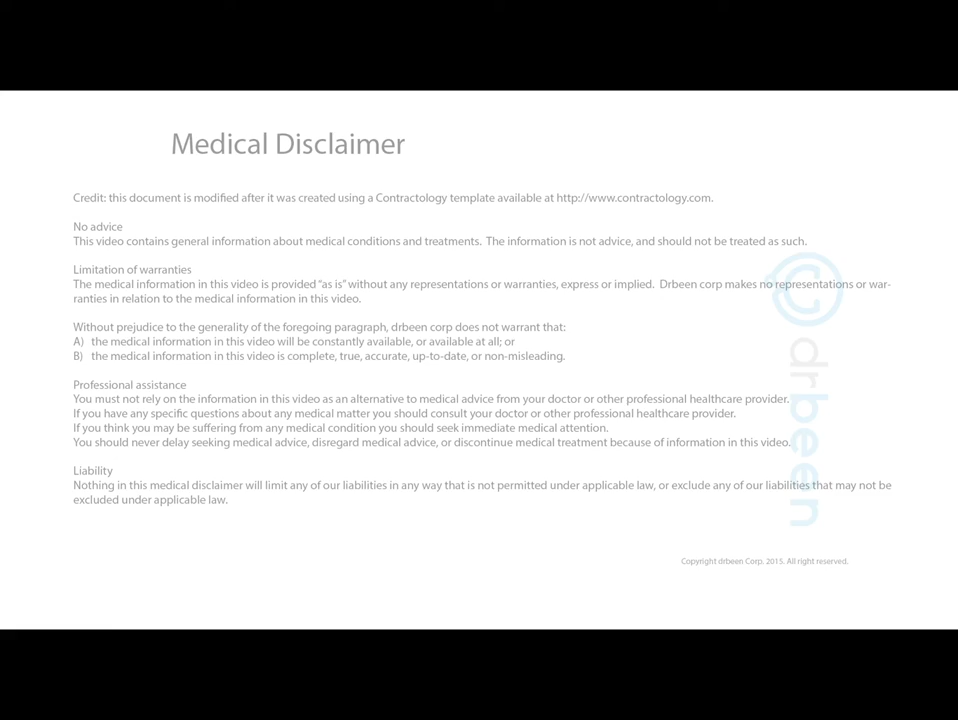 Medical Disclaimer
Credit: this document is modified after it was created using a Contractology template available at http://www.contractology.com.
No advice
This video contains general information about medical conditions and treatments.  The information is not advice, and should not be treated as such.
Limitation of warranties
The medical information in this video is provided “as is” without any representations or warranties, express or implied.  Drbeen corp makes no representations or war-
ranties in relation to the medical information in this video.
Without prejudice to the generality of the foregoing paragraph, drbeen corp does not warrant that:
A)  the medical information in this video will be constantly available, or available at all; or
B)  the medical information in this video is complete, true, accurate, up-to-date, or non-misleading.
Professional assistance
You must not rely on the information in this video as an alternative to medical advice from your doctor or other professional healthcare provider.
If you have any specific questions about any medical matter you should consult your doctor or other professional healthcare provider.
If you think you may be suffering from any medical condition you should seek immediate medical attention.
You should never delay seeking medical advice, disregard medical advice, or discontinue medical treatment because of information in this video.
Liability
Nothing in this medical disclaimer will limit any of our liabilities in any way that is not permitted under applicable law, or exclude any of our liabilities that may not be
excluded under applicable law.
Copyright drbeen Corp. 2015. All right reserved.
© drbeen